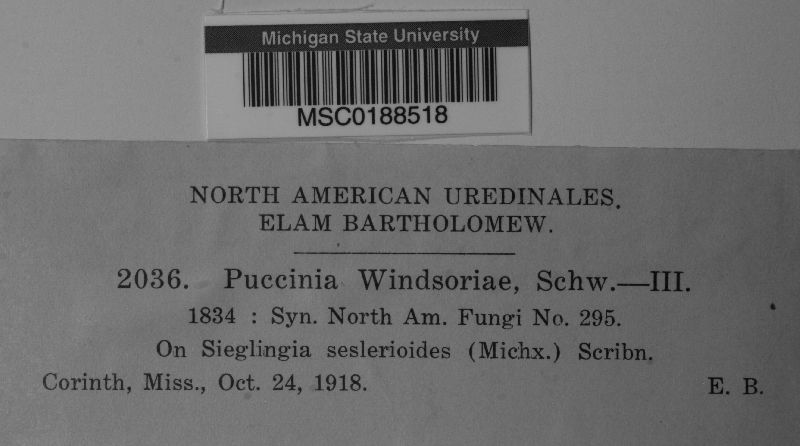 Michigan State University
MSC0188518
NORTH AMERICAN UREDINALES.
ELAM BARTHOLOMEW.
2036. Puccinia Windsoriae, Schw.—III.
1834 : Syn. North Am. Fungi No. 295.
On Sieglingia seslerioides (Michx.) Scribn.
Corinth, Miss., Oct. 24, 1918. E. B.